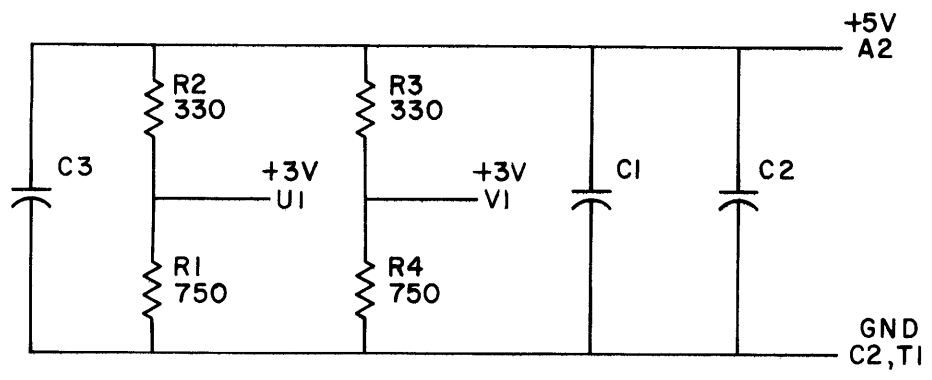 +5V
A2
R2
330
R3
330
C3
+3V
U1
+3V
V1
C1
C2
R1
750
R4
750
GND
C2,T1